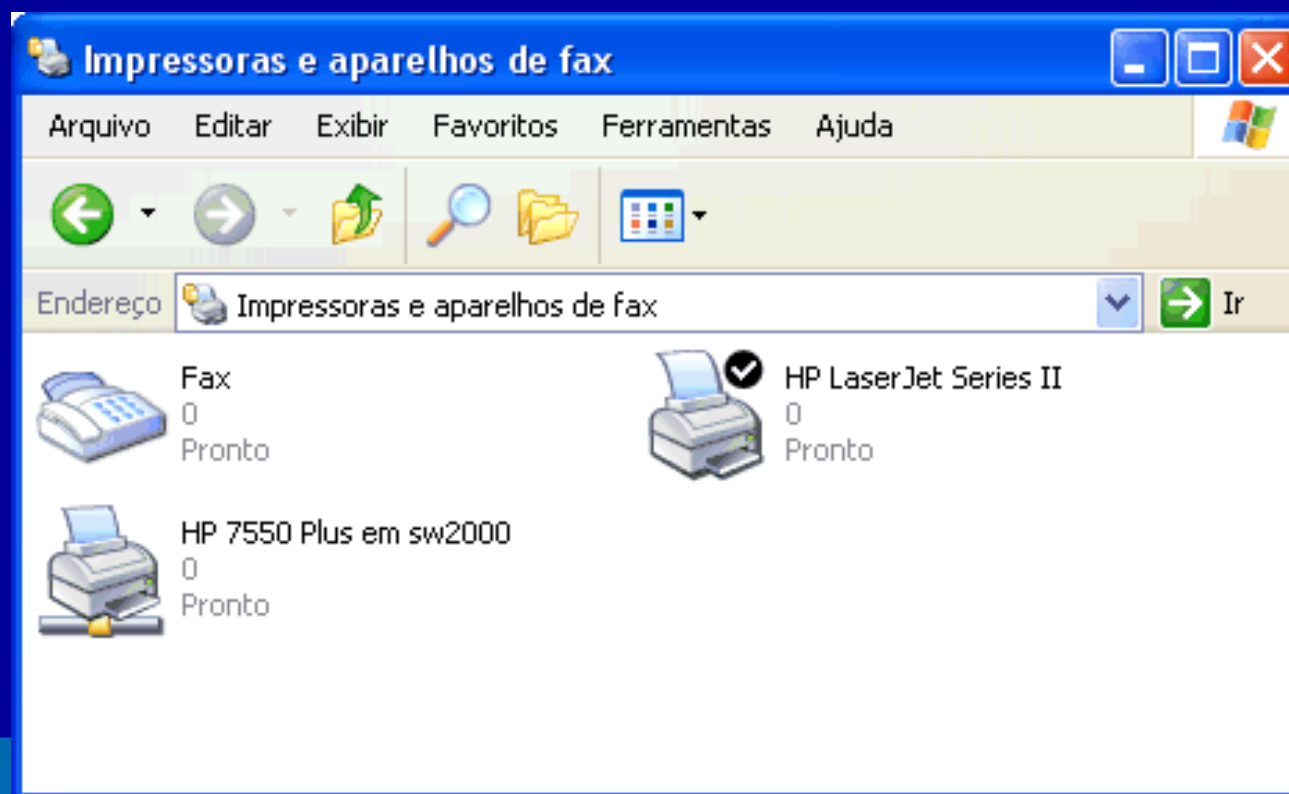 Impressoras e aparelhos de fax
Arquivo Editar Exibir Favoritos Ferramentas Ajuda
Endereço Impressoras e aparelhos de fax Ir
Fax
0
Pronto
HP LaserJet Series II
0
Pronto
HP 7550 Plus em sw2000
0
Pronto